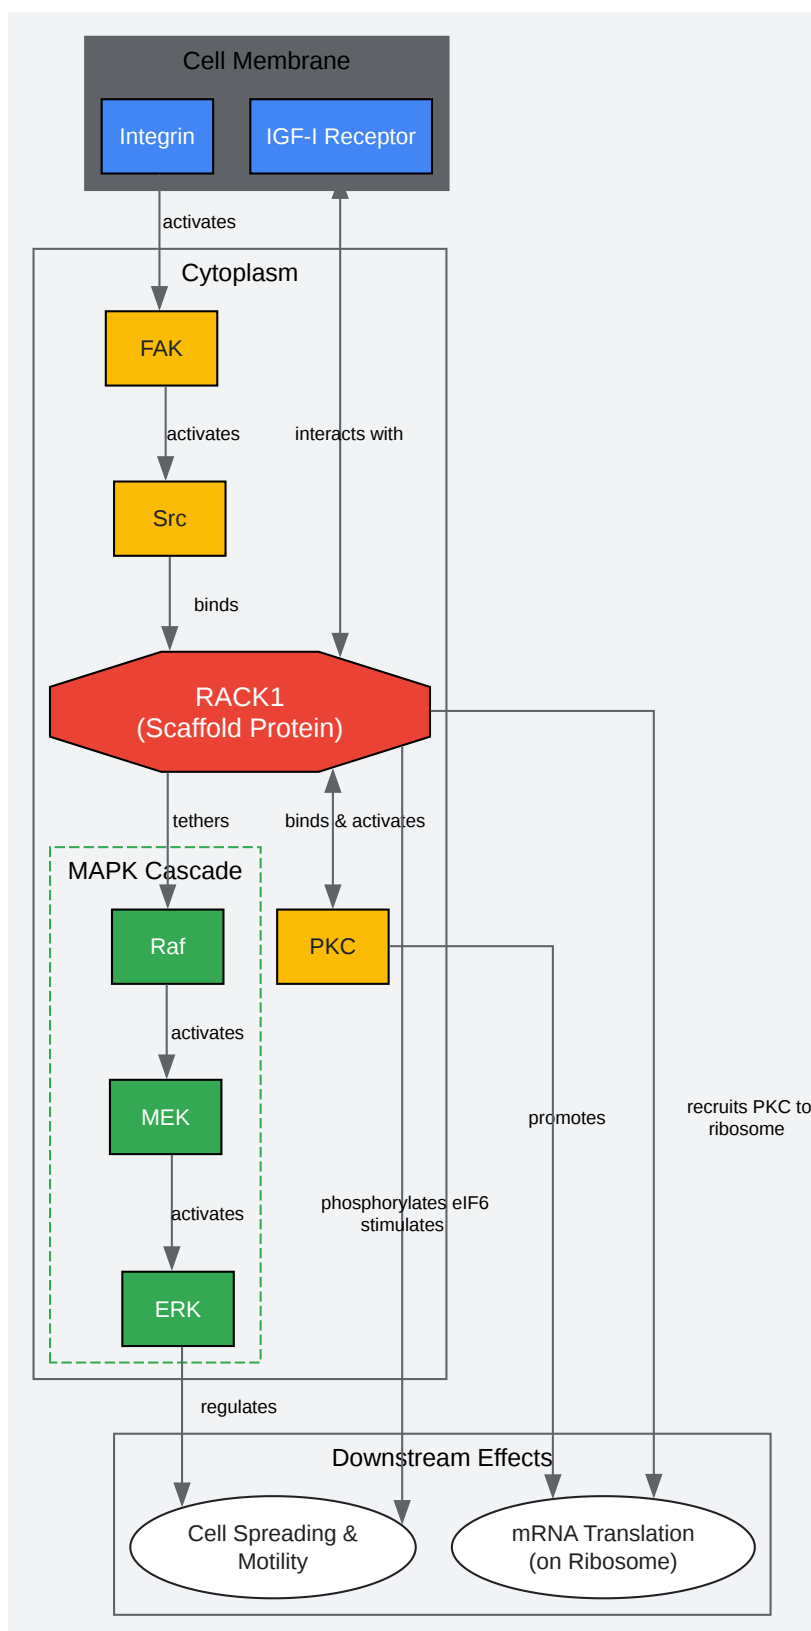 Cell Membrane
Integrin
IGF-I Receptor
activates
Cytoplasm
FAK
activates
interacts with
Src
binds
RACK1
(Scaffold Protein)
tethers
binds & activates
MAPK Cascade
Raf
PKC
activates
MEK
promotes
recruits PKC to
ribosome
activates
phosphorylates eIF6
stimulates
ERK
regulates
Downstream Effects
Cell Spreading &
Motility
mRNA Translation
(on Ribosome)